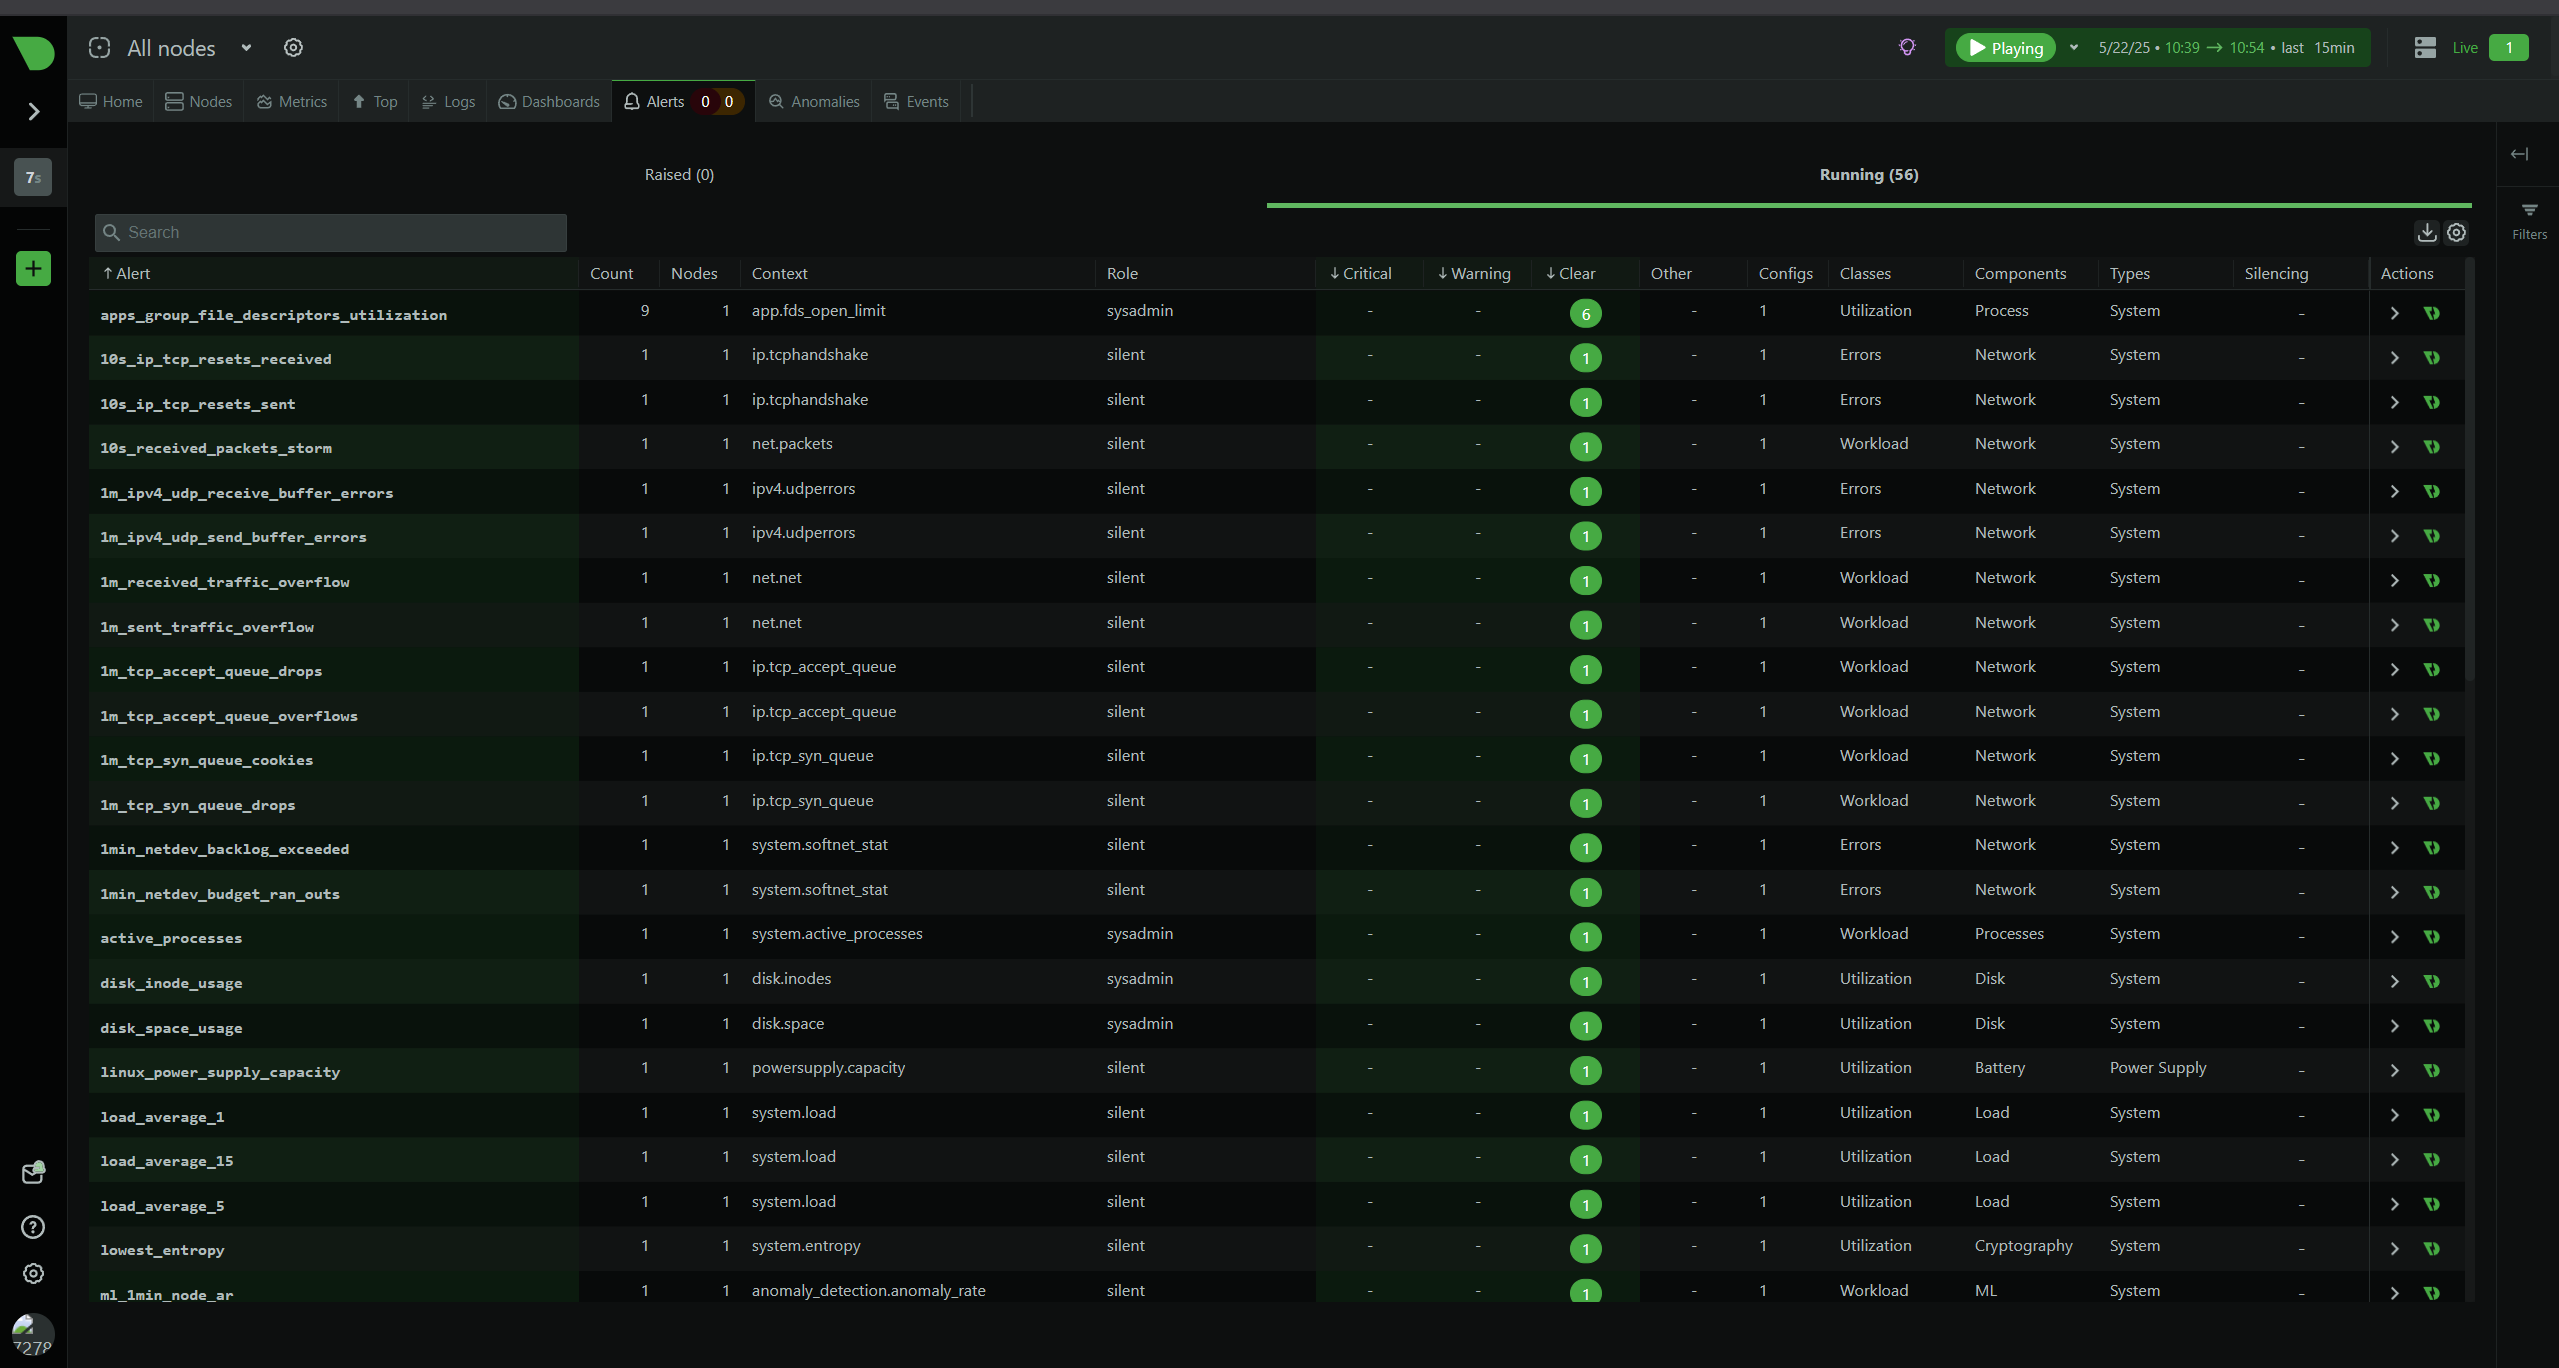 All nodes
Playing 5/22/25 • 10:39 → 10:54 • last 15min Live 1
Home Nodes Metrics Top Logs Dashboards Alerts 0 0 Anomalies Events
7s
Raised (0) Running (56)
Search
Filters
↑ Alert Count Nodes Context Role ↓ Critical ↓ Warning ↓ Clear Other Configs Classes Components Types Silencing Actions
apps_group_file_descriptors_utilization 9 1 app.fds_open_limit sysadmin - - 6 - 1 Utilization Process System -
10s_ip_tcp_resets_received 1 1 ip.tcphandshake silent - - 1 - 1 Errors Network System -
10s_ip_tcp_resets_sent 1 1 ip.tcphandshake silent - - 1 - 1 Errors Network System -
10s_received_packets_storm 1 1 net.packets silent - - 1 - 1 Workload Network System -
1m_ipv4_udp_receive_buffer_errors 1 1 ipv4.udperrors silent - - 1 - 1 Errors Network System -
1m_ipv4_udp_send_buffer_errors 1 1 ipv4.udperrors silent - - 1 - 1 Errors Network System -
1m_received_traffic_overflow 1 1 net.net silent - - 1 - 1 Workload Network System -
1m_sent_traffic_overflow 1 1 net.net silent - - 1 - 1 Workload Network System -
1m_tcp_accept_queue_drops 1 1 ip.tcp_accept_queue silent - - 1 - 1 Workload Network System -
1m_tcp_accept_queue_overflows 1 1 ip.tcp_accept_queue silent - - 1 - 1 Workload Network System -
1m_tcp_syn_queue_cookies 1 1 ip.tcp_syn_queue silent - - 1 - 1 Workload Network System -
1m_tcp_syn_queue_drops 1 1 ip.tcp_syn_queue silent - - 1 - 1 Workload Network System -
1min_netdev_backlog_exceeded 1 1 system.softnet_stat silent - - 1 - 1 Errors Network System -
1min_netdev_budget_ran_outs 1 1 system.softnet_stat silent - - 1 - 1 Errors Network System -
active_processes 1 1 system.active_processes sysadmin - - 1 - 1 Workload Processes System -
disk_inode_usage 1 1 disk.inodes sysadmin - - 1 - 1 Utilization Disk System -
disk_space_usage 1 1 disk.space sysadmin - - 1 - 1 Utilization Disk System -
linux_power_supply_capacity 1 1 powersupply.capacity silent - - 1 - 1 Utilization Battery Power Supply -
load_average_1 1 1 system.load silent - - 1 - 1 Utilization Load System -
load_average_15 1 1 system.load silent - - 1 - 1 Utilization Load System -
load_average_5 1 1 system.load silent - - 1 - 1 Utilization Load System -
lowest_entropy 1 1 system.entropy silent - - 1 - 1 Utilization Cryptography System -
ml_1min_node_ar 1 1 anomaly_detection.anomaly_rate silent - - 1 - 1 Workload ML System -
7278